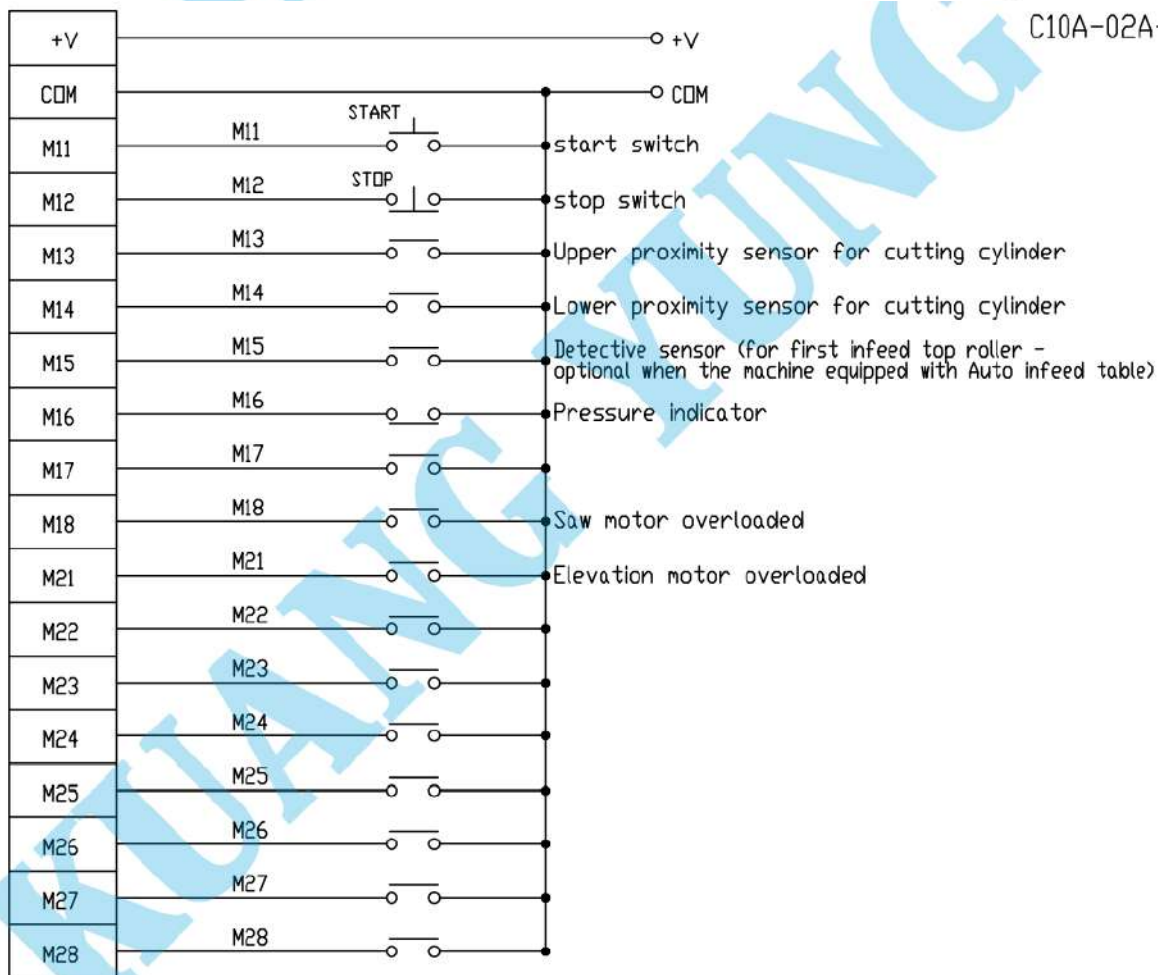 C10A-02A-
+V +V
COM COM
START
M11 M11 start switch
STOP
M12 M12 stop switch
M13 M13 Upper proximity sensor for cutting cylinder
M14 M14 Lower proximity sensor for cutting cylinder
M15 M15 Detective sensor (for first infeed top roller -
optional when the machine equipped with Auto infeed table)
M16 M16 Pressure indicator
M17 M17
M18 M18 Saw motor overloaded
M21 M21 Elevation motor overloaded
M22 M22
M23 M23
M24 M24
M25 M25
M26 M26
M27 M27
M28 M28
KUANG YUNG